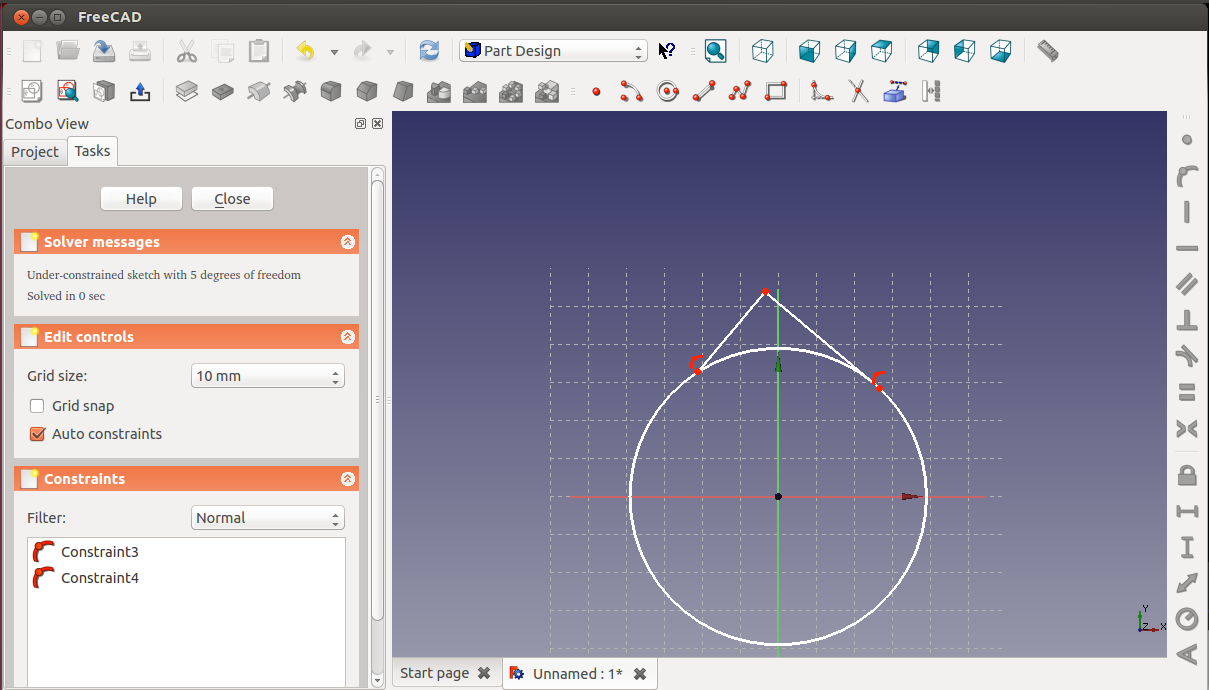 FreeCAD
Part Design
Combo View
Project
Tasks
Help
Close
Solver messages
Under-constrained sketch with 5 degrees of freedom
Solved in 0 sec
Edit controls
Grid size:
10 mm
Grid snap
Auto constraints
Constraints
Filter:
Normal
Constraint3
Constraint4
Y
Z
X
Start page
Unnamed : 1*